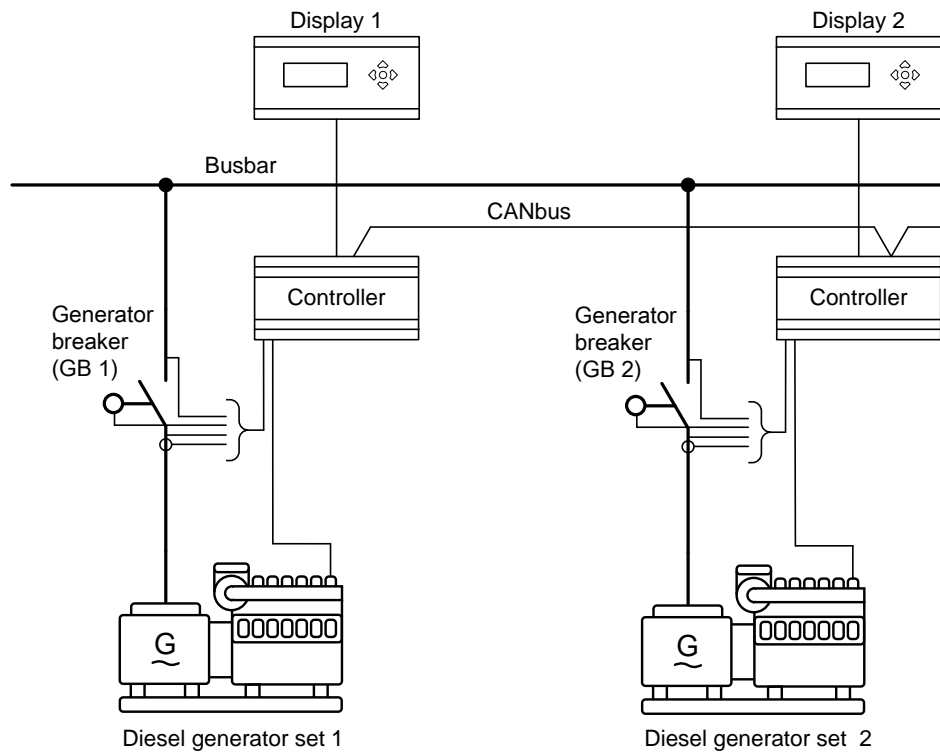 Display 1
Display 2
Busbar
CANbus
Controller
Controller
Generator
breaker
(GB 1)
Generator
breaker
(GB 2)
G
G
Diesel generator set 1
Diesel generator set 2